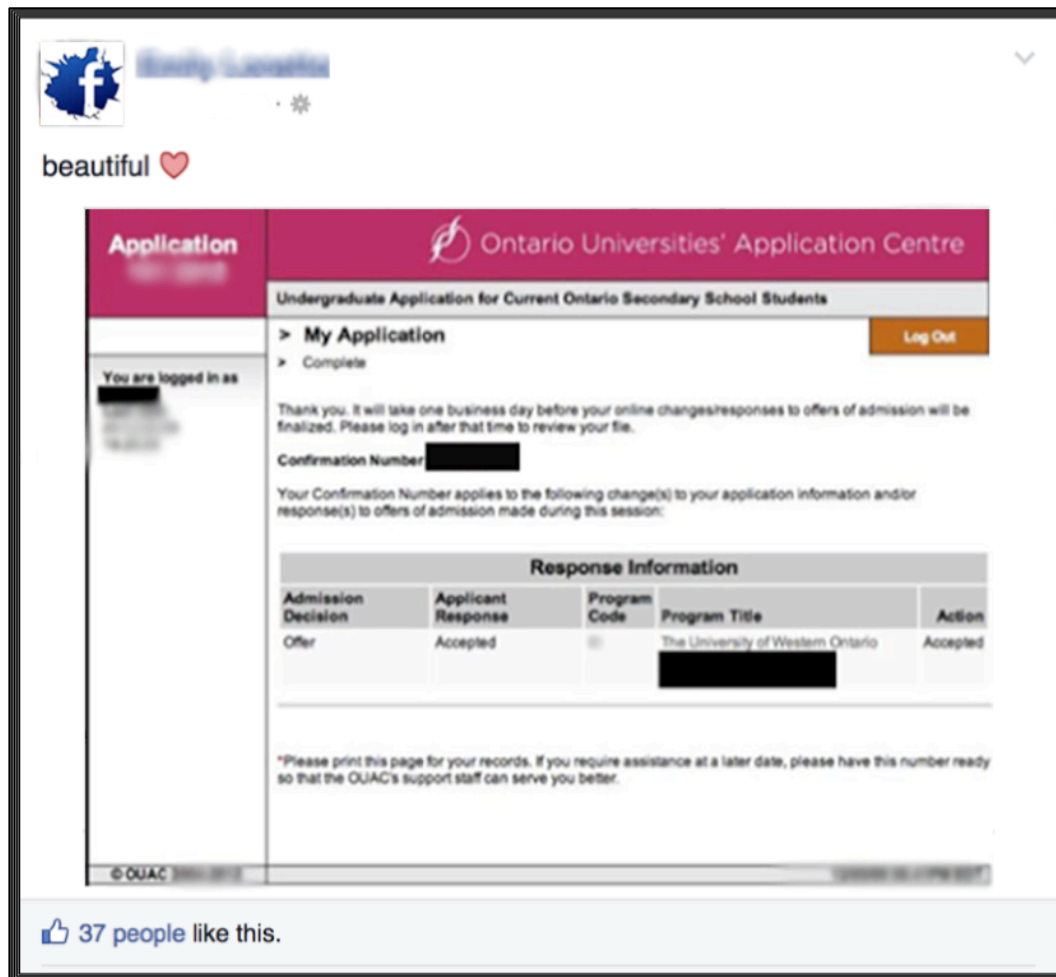 beautiful
Application
Ontario Universities' Application Centre
Undergraduate Application for Current Ontario Secondary School Students
> My Application
Log Out
> Complete
You are logged in as
Thank you. It will take one business day before your online changes/responses to offers of admission will be
finalized. Please log in after that time to review your file.
Confirmation Number
Your Confirmation Number applies to the following change(s) to your application information and/or
response(s) to offers of admission made during this session:
Response Information
Admission Decision Applicant Response Program Code Program Title Action
Offer Accepted The University of Western Ontario Accepted
*Please print this page for your records. If you require assistance at a later date, please have this number ready
so that the OUAC's support staff can serve you better.
© OUAC
37 people like this.